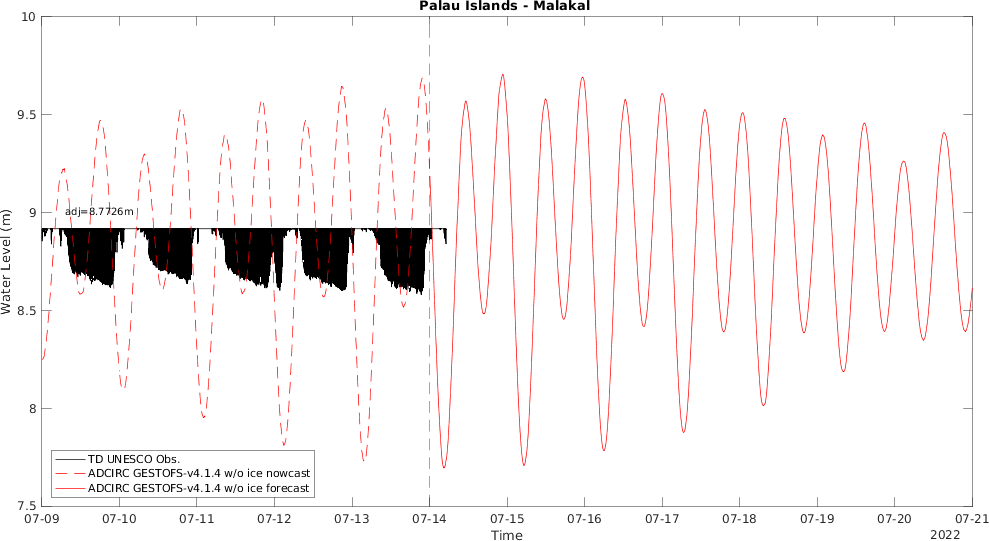 Palau Islands - Malakal
Water Level (m)
10
9.5
9
8.5
8
7.5
adj=8.7726m
TD UNESCO Obs.
ADCIRC GESTOFS-v4.1.4 w/o ice nowcast
ADCIRC GESTOFS-v4.1.4 w/o ice forecast
07-09 07-10 07-11 07-12 07-13 07-14 07-15 07-16 07-17 07-18 07-19 07-20 07-21
Time
2022